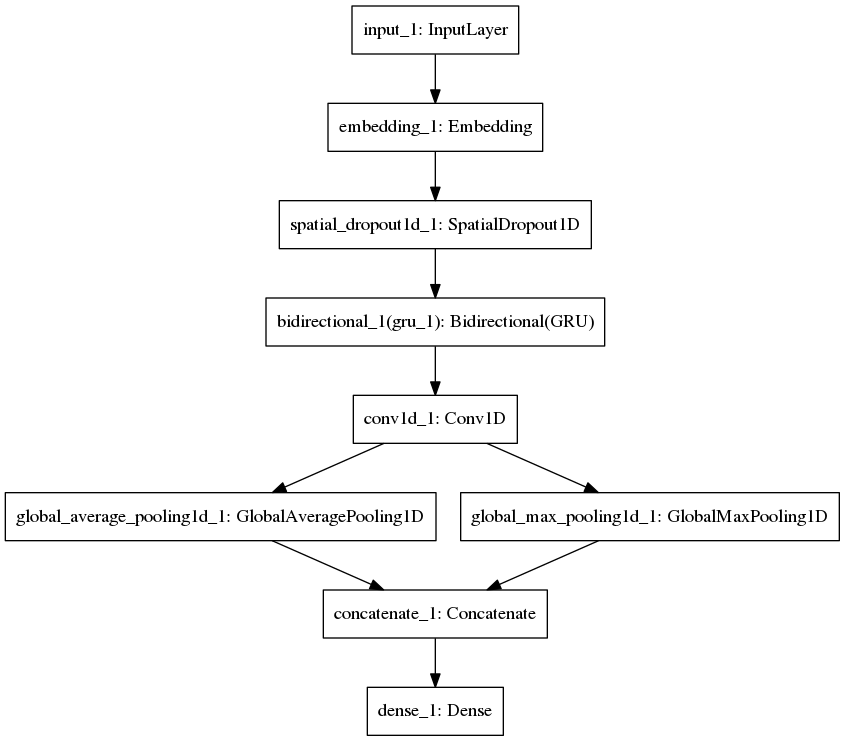 input_1: InputLayer
embedding_1: Embedding
spatial_dropout1d_1: SpatialDropout1D
bidirectional_1(gru_1): Bidirectional(GRU)
conv1d_1: Conv1D
global_average_pooling1d_1: GlobalAveragePooling1D
global_max_pooling1d_1: GlobalMaxPooling1D
concatenate_1: Concatenate
dense_1: Dense